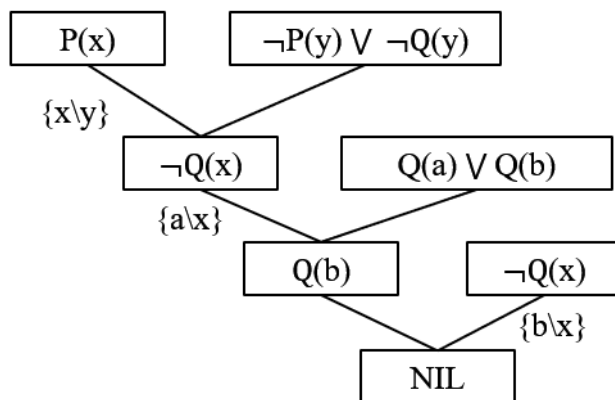 P(x)
¬P(y) ∨ ¬Q(y)
{x\y}
¬Q(x)
Q(a) ∨ Q(b)
{a\x}
Q(b)
¬Q(x)
{b\x}
NIL